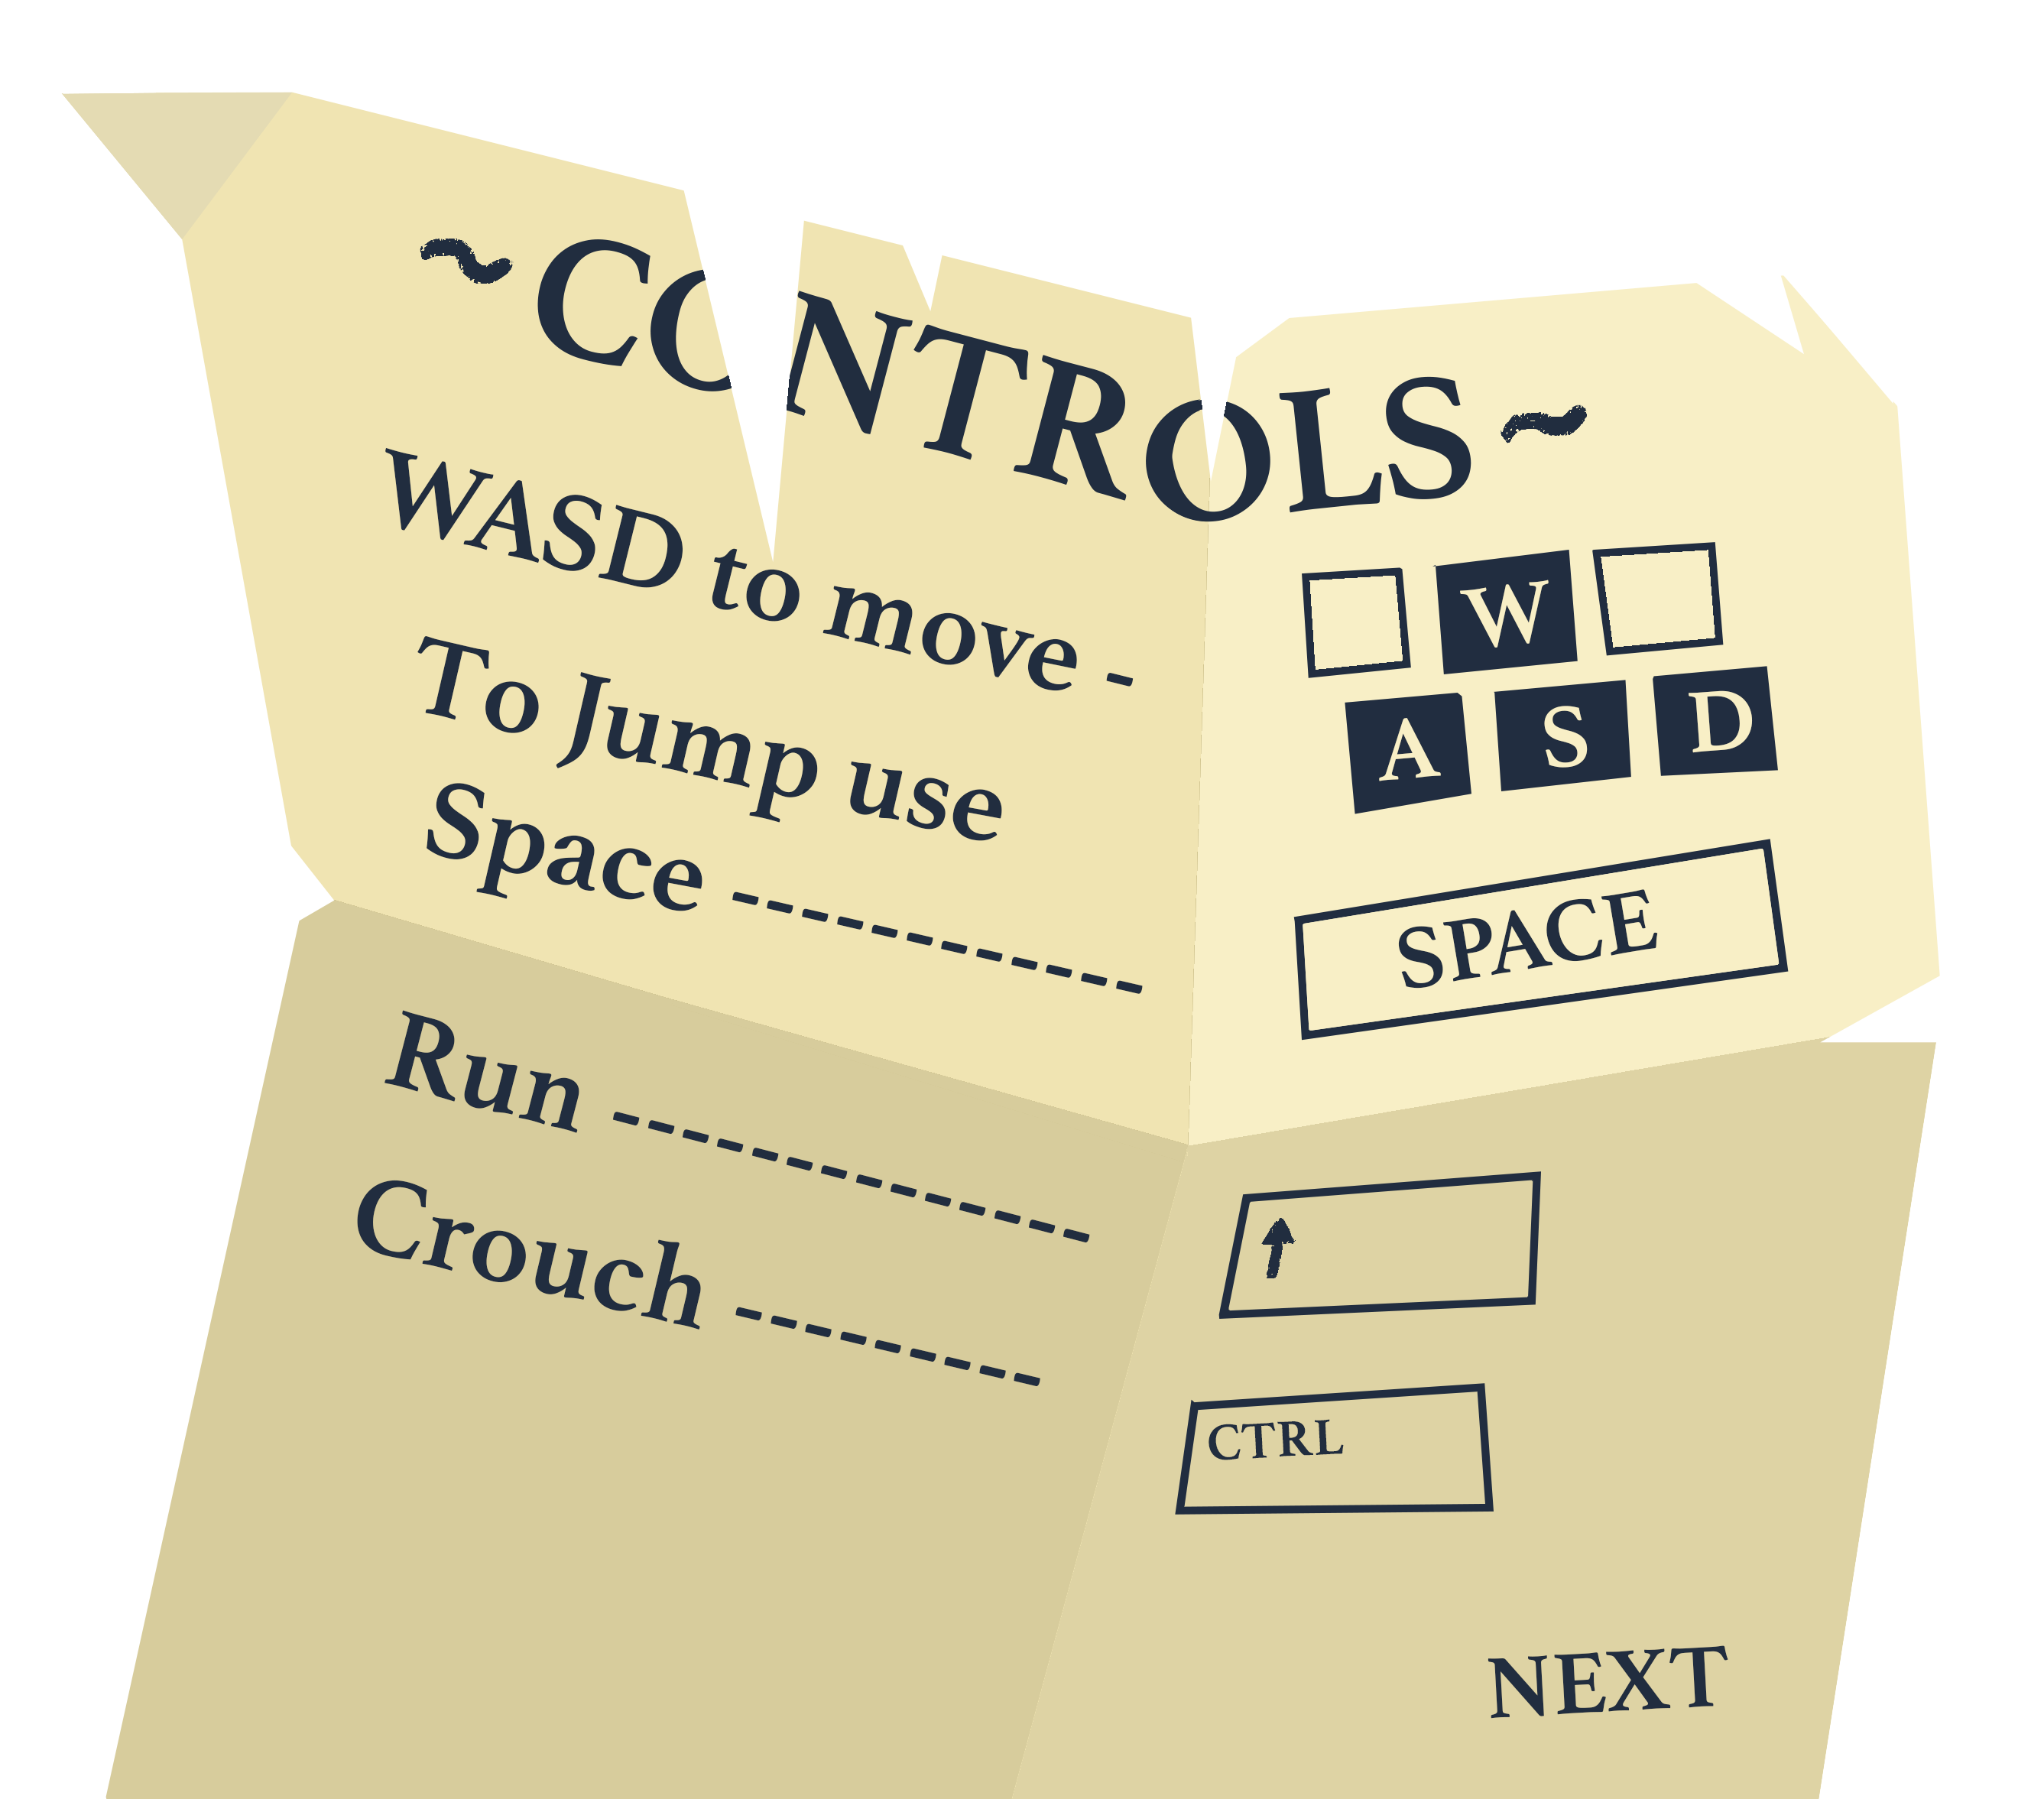 ~CONTROLS~
WASD to move -
W
A S D
To Jump use
Space ------------
SPACE
Run --------------
Crouch ---------
CTRL
NEXT